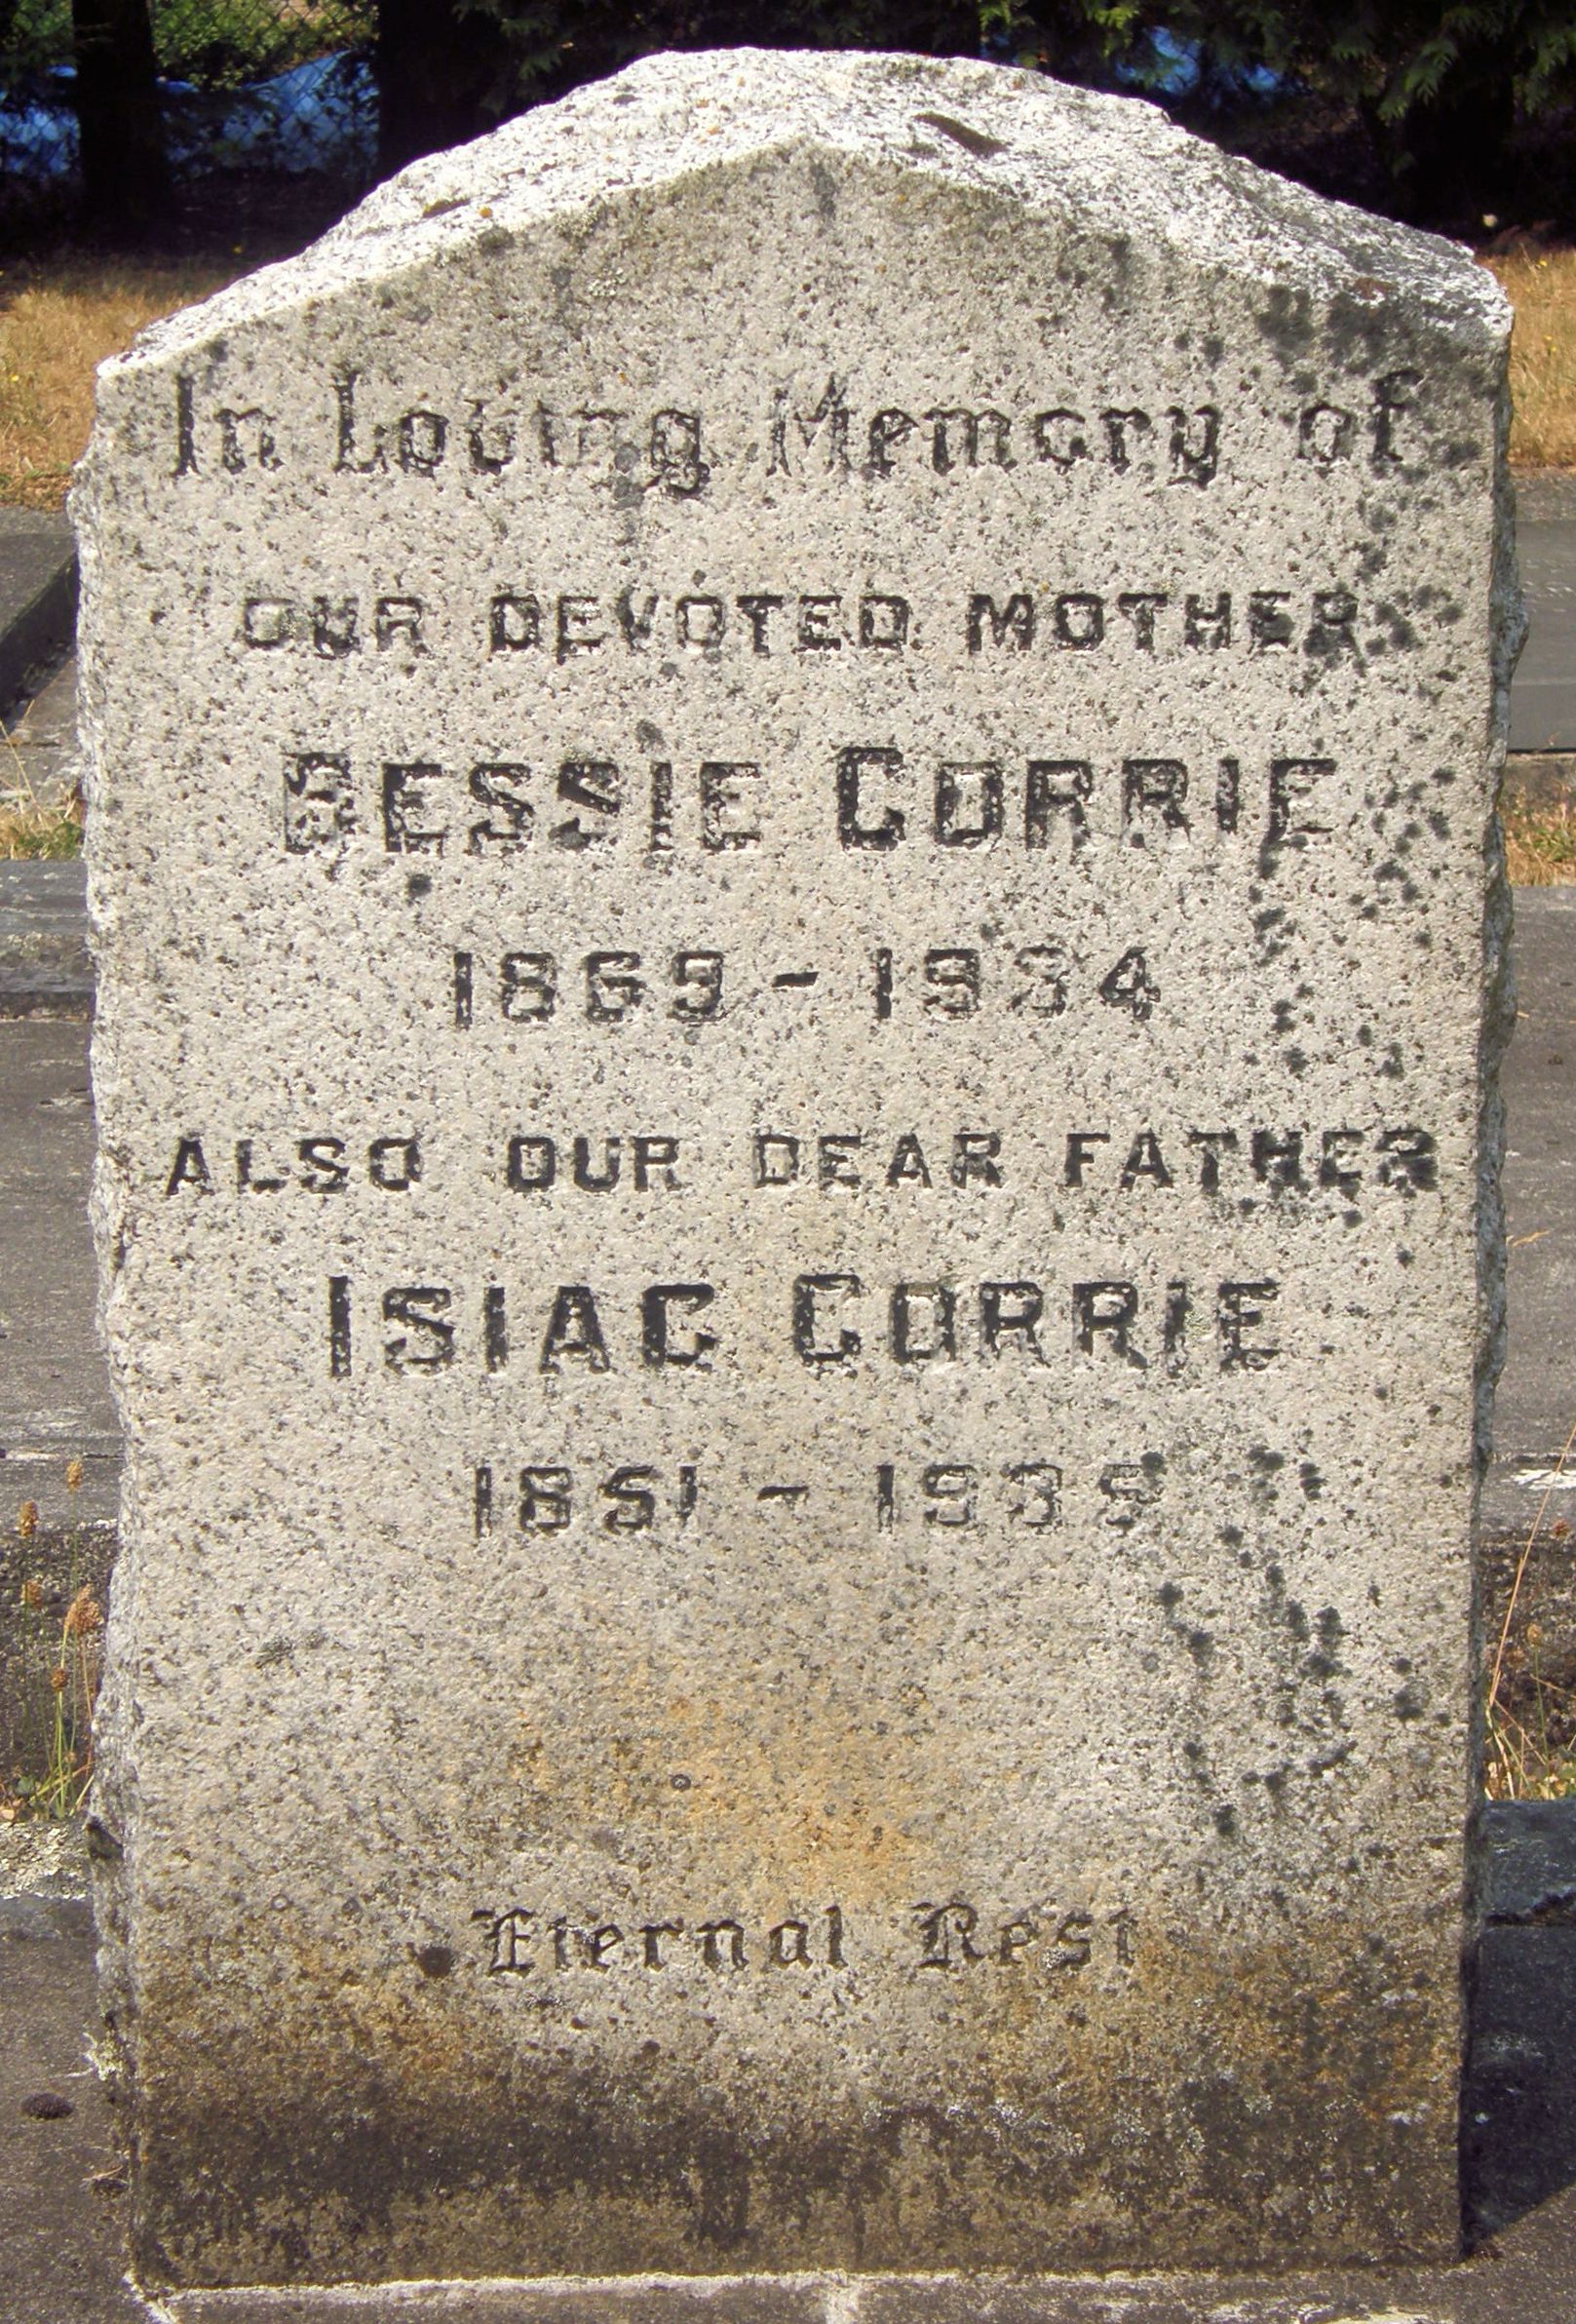 In Loving Memory of
OUR DEVOTED MOTHER
BESSIE CORRIE
1869 - 1934
ALSO OUR DEAR FATHER
ISIAC CORRIE
1851 - 1935
Eternal Rest